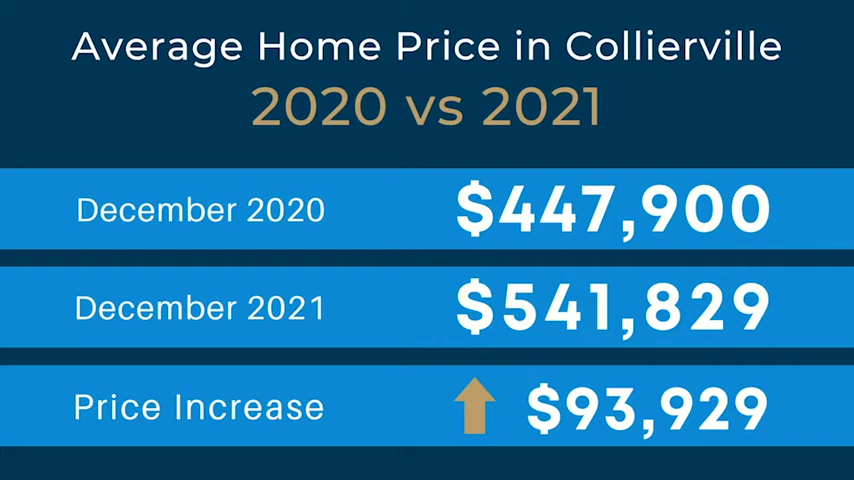 Average Home Price in Collierville
2020 vs 2021
December 2020 $447,900
December 2021 $541,829
Price Increase $93,929